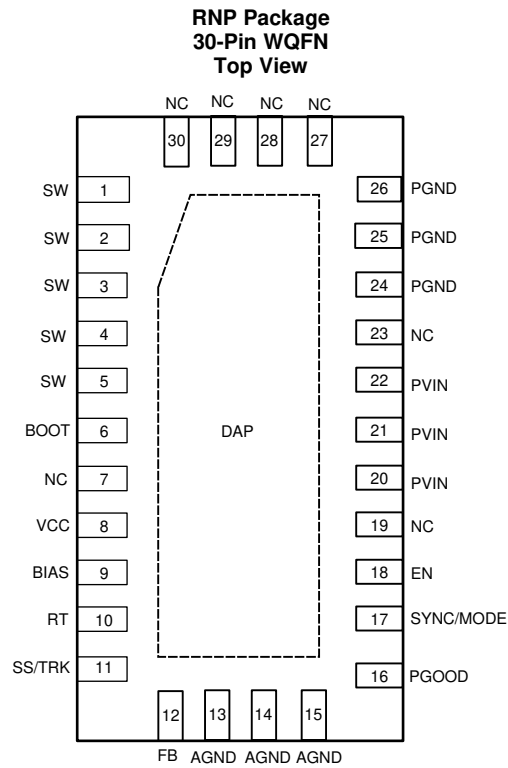 RNP Package
30-Pin WQFN
Top View
NC NC NC NC
30 29 28 27
SW 1
26 PGND
SW 2
25 PGND
SW 3
24 PGND
SW 4
23 NC
SW 5
22 PVIN
BOOT 6
DAP
21 PVIN
NC 7
20 PVIN
VCC 8
19 NC
BIAS 9
18 EN
RT 10
17 SYNC/MODE
SS/TRK 11
16 PGOOD
12 13 14 15
FB AGND AGND AGND